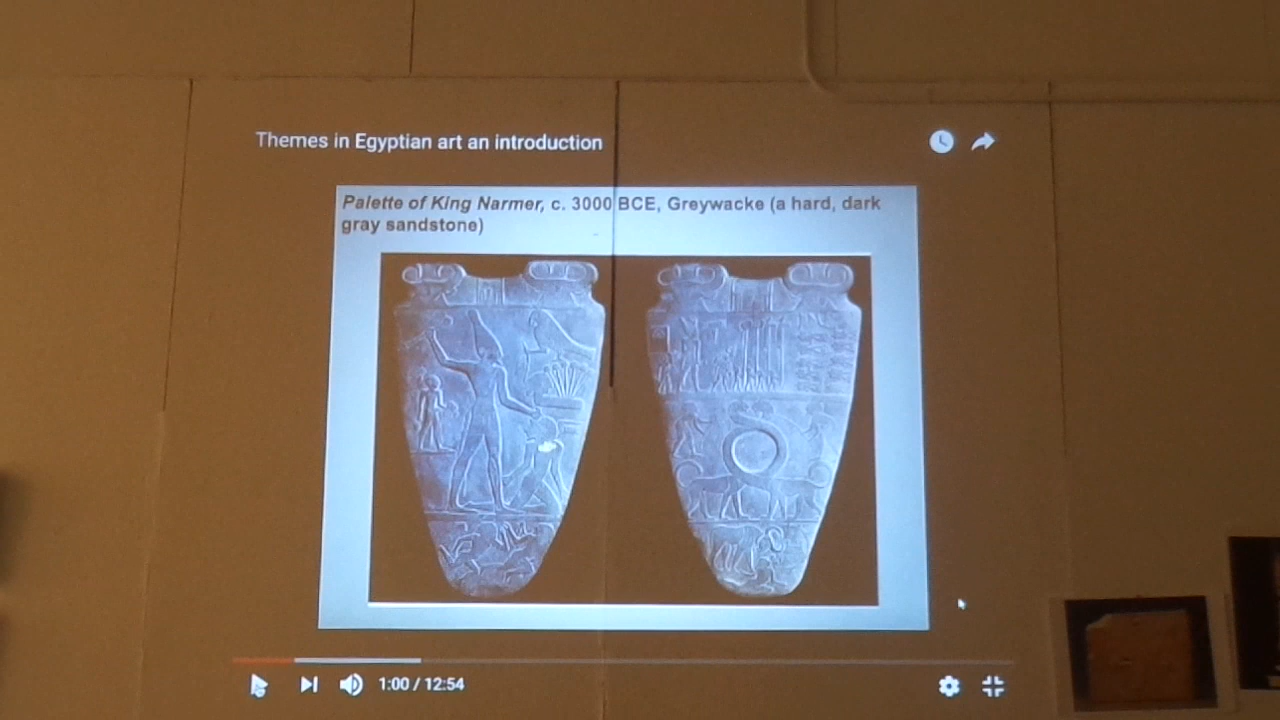 Themes in Egyptian art an introduction
Palette of King Narmer, c. 3000 BCE, Greywacke (a hard, dark
gray sandstone)
1:00 / 12:54